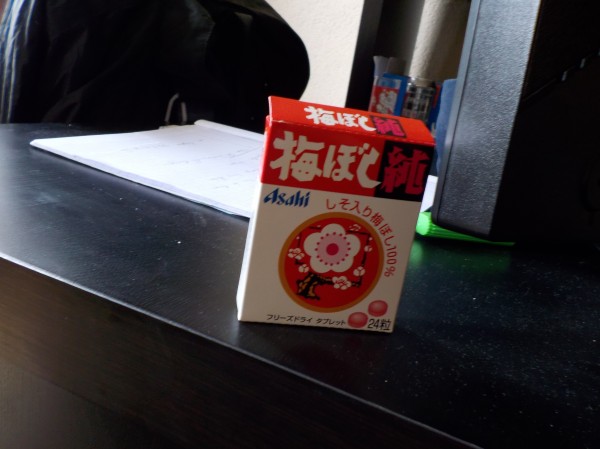 梅ぼし純
梅ぼし純
Asahi
しそ入り梅ぼし100%
フリーズドライ タブレット
24粒